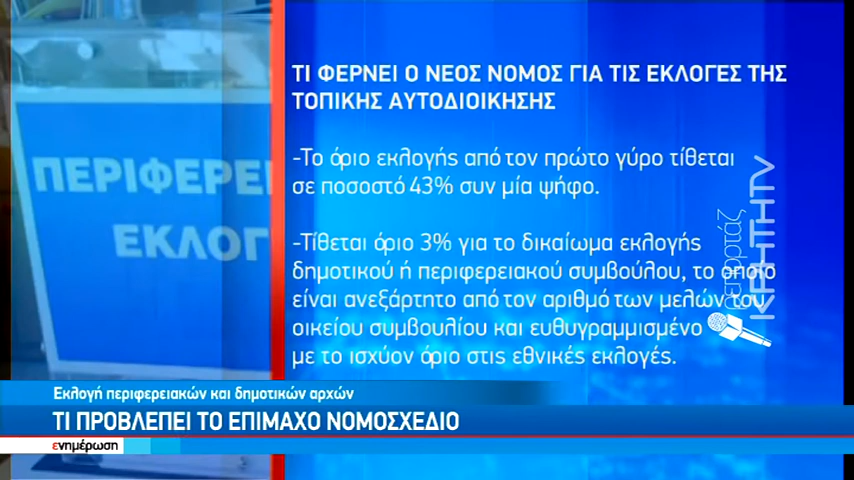 ΠΕΡΙΦΕΡΕΙ
ΕΚΛΟΓ
ΤΙ ΦΕΡΝΕΙ Ο ΝΕΟΣ ΝΟΜΟΣ ΓΙΑ ΤΙΣ ΕΚΛΟΓΕΣ ΤΗΣ
ΤΟΠΙΚΗΣ ΑΥΤΟΔΙΟΙΚΗΣΗΣ
-Το όριο εκλογής από τον πρώτο γύρο τίθεται
σε ποσοστό 43% συν μία ψήφο.
-Τίθεται όριο 3% για το δικαίωμα εκλογής
δημοτικού ή περιφερειακού συμβούλου, το οποίο
είναι ανεξάρτητο από τον αριθμό των μελών του
οικείου συμβουλίου και ευθυγραμμισμένο
με το ισχύον όριο στις εθνικές εκλογές.
ρεπορτάζ
ΚΡΗΤΗTV
Εκλογή περιφερειακών και δημοτικών αρχών
ΤΙ ΠΡΟΒΛΕΠΕΙ ΤΟ ΕΠΙΜΑΧΟ ΝΟΜΟΣΧΕΔΙΟ
ενημέρωση